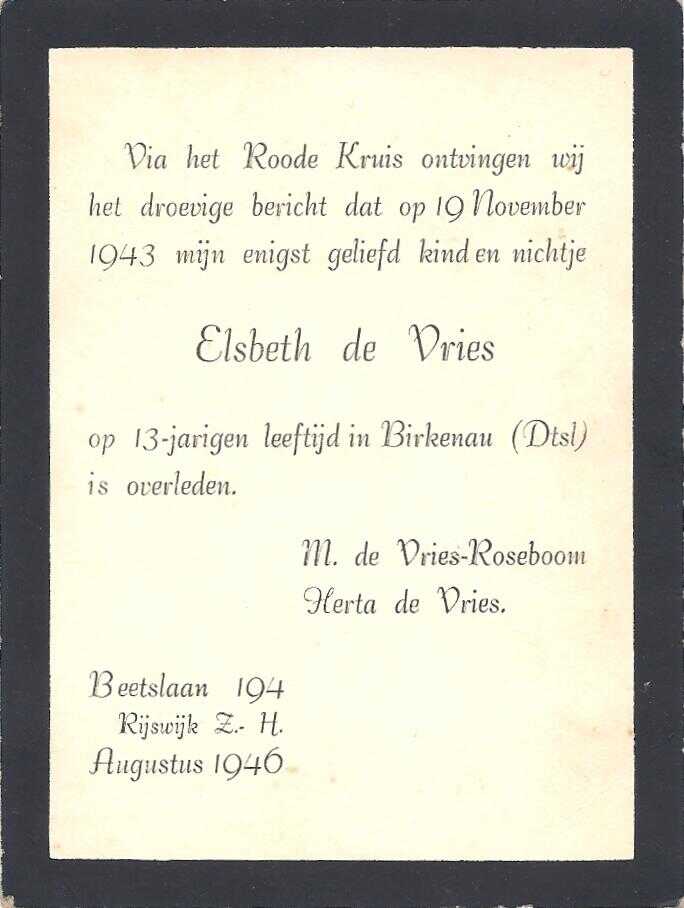 Via het Roode Kruis ontvingen wij
het droevige bericht dat op 19 November
1943 mijn enigst geliefd kind en nichtje
Elsbeth de Vries
op 13-jarigen leeftijd in Birkenau (Dtsl)
is overleden.
M. de Vries-Roseboom
Herta de Vries.
Beetslaan 194
Rijswijk Z.- H.
Augustus 1946